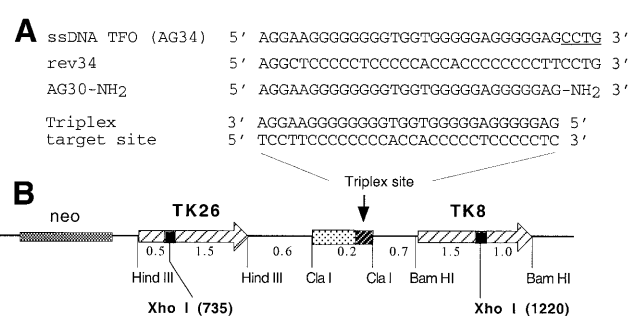 A ssDNA TFO (AG34) 5' AGGAAGGGGGGGGTGGTGGGGGAGGGGGAGCCTG 3'
rev34 5' AGGCTCCCCCTCCCCCACCACCCCCCCCTTCCTG 3'
AG30-NH2 5' AGGAAGGGGGGGGTGGTGGGGGAGGGGGAG-NH2 3'
Triplex 3' AGGAAGGGGGGGGTGGTGGGGGAGGGGGAG 5'
target site 5' TCCTTCCCCCCCCACCACCCCCTCCCCCTC 3'
B
Triplex site
neo TK26 TK8
0.5 1.5 0.6 0.2 0.7 1.5 1.0
Hind III Hind III Cla I Cla I Bam HI Bam HI
Xho I (735) Xho I (1220)